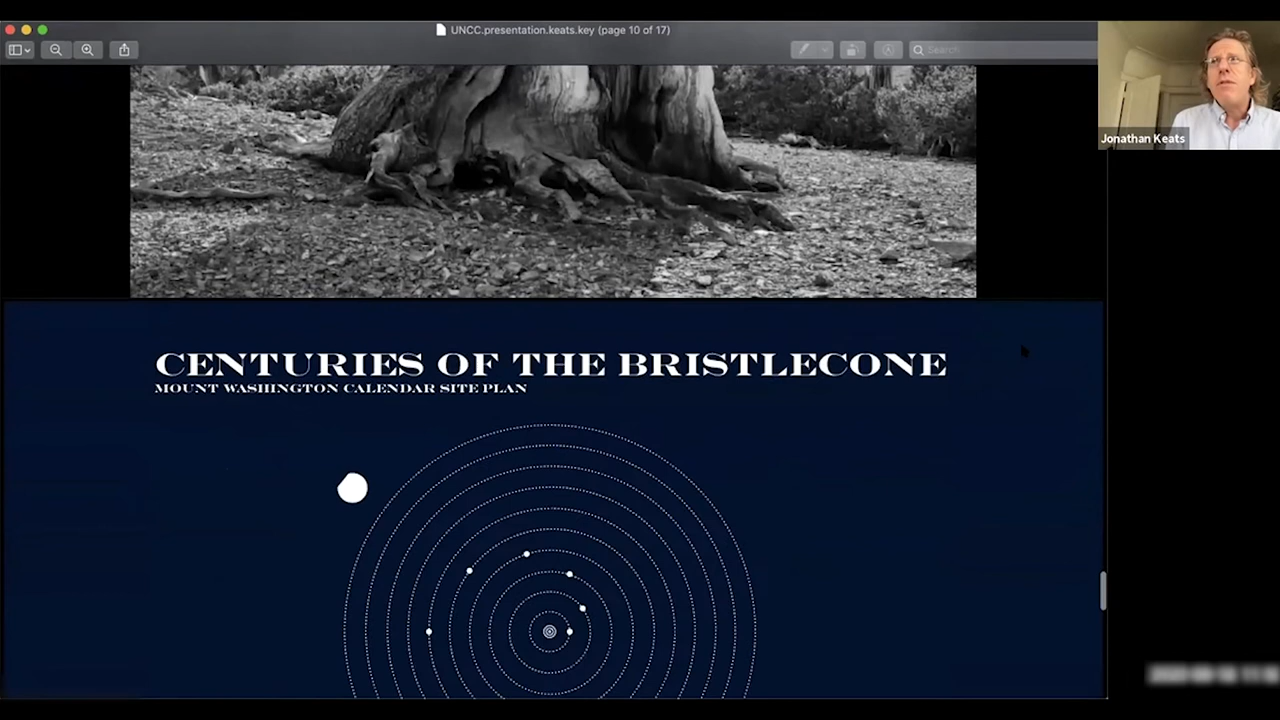 UNCC.presentation.keats.key (page 10 of 17)
Search
Jonathan Keats
CENTURIES OF THE BRISTLECONE
MOUNT WASHINGTON CALENDAR SITE PLAN